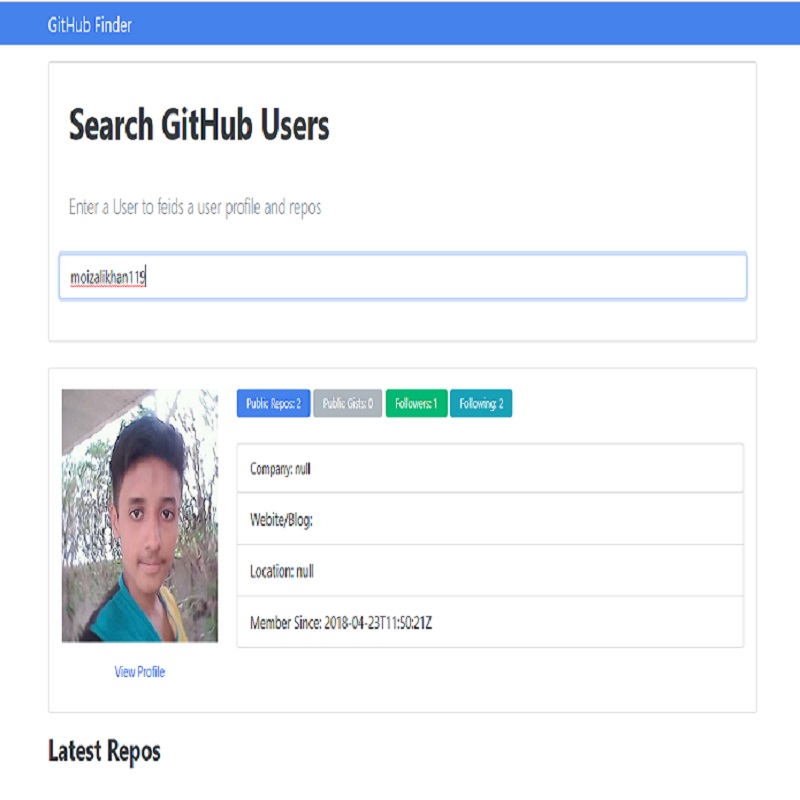 GitHub Finder
Search GitHub Users
Enter a User to feids a user profile and repos
moizalikhan119
Public Repos: 2 Public Gists: 0 Followers: 1 Following: 2
Company: null
Webite/Blog:
Location: null
Member Since: 2018-04-23T11:50:21Z
View Profile
Latest Repos